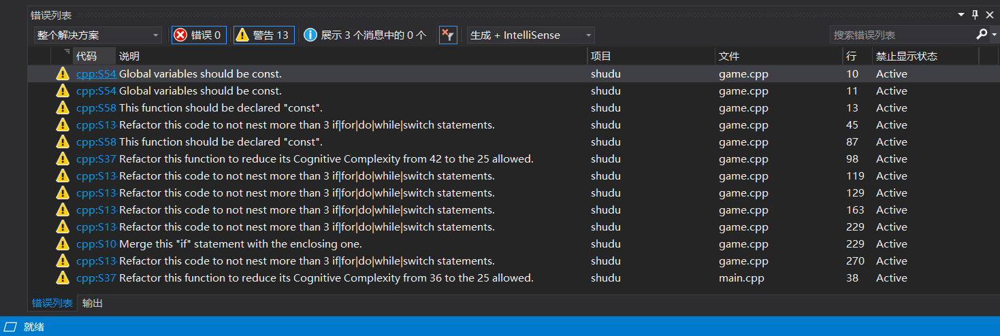 错误列表
整个解决方案 错误 0 警告 13 展示 3 个消息中的 0 个 生成 + IntelliSense 搜索错误列表
代码 说明 项目 文件 行 禁止显示状态
cpp:S54 Global variables should be const. shudu game.cpp 10 Active
cpp:S54 Global variables should be const. shudu game.cpp 11 Active
cpp:S58 This function should be declared "const". shudu game.cpp 13 Active
cpp:S13 Refactor this code to not nest more than 3 if|for|do|while|switch statements. shudu game.cpp 45 Active
cpp:S58 This function should be declared "const". shudu game.cpp 87 Active
cpp:S37 Refactor this function to reduce its Cognitive Complexity from 42 to the 25 allowed. shudu game.cpp 98 Active
cpp:S13 Refactor this code to not nest more than 3 if|for|do|while|switch statements. shudu game.cpp 119 Active
cpp:S13 Refactor this code to not nest more than 3 if|for|do|while|switch statements. shudu game.cpp 129 Active
cpp:S13 Refactor this code to not nest more than 3 if|for|do|while|switch statements. shudu game.cpp 163 Active
cpp:S13 Refactor this code to not nest more than 3 if|for|do|while|switch statements. shudu game.cpp 229 Active
cpp:S10 Merge this "if" statement with the enclosing one. shudu game.cpp 229 Active
cpp:S13 Refactor this code to not nest more than 3 if|for|do|while|switch statements. shudu game.cpp 270 Active
cpp:S37 Refactor this function to reduce its Cognitive Complexity from 36 to the 25 allowed. shudu main.cpp 38 Active
错误列表 输出
就绪